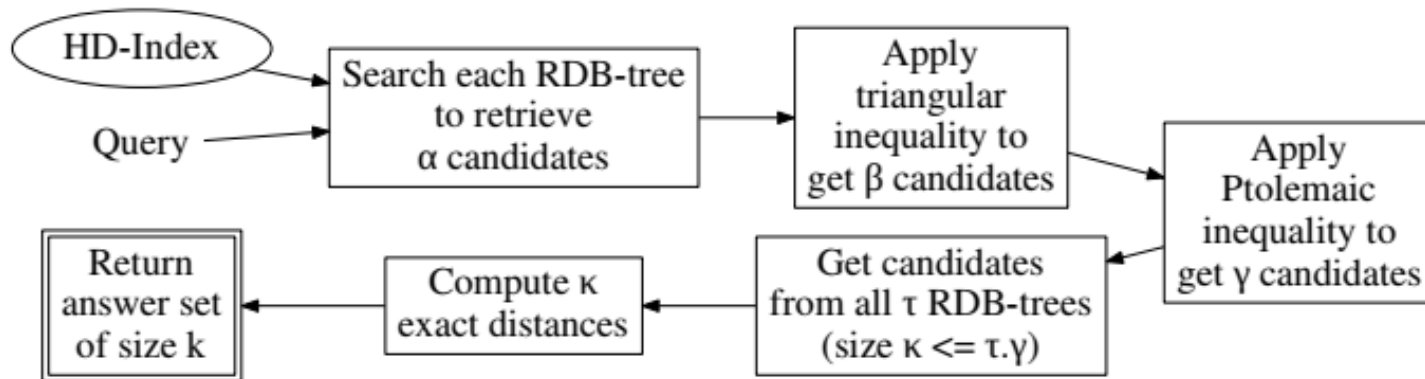 HD-Index
Query
Search each RDB-tree
to retrieve
α candidates
Apply
triangular
inequality to
get β candidates
Apply
Ptolemaic
inequality to
get γ candidates
Get candidates
from all τ RDB-trees
(size κ <= τ.γ)
Compute κ
exact distances
Return
answer set
of size k